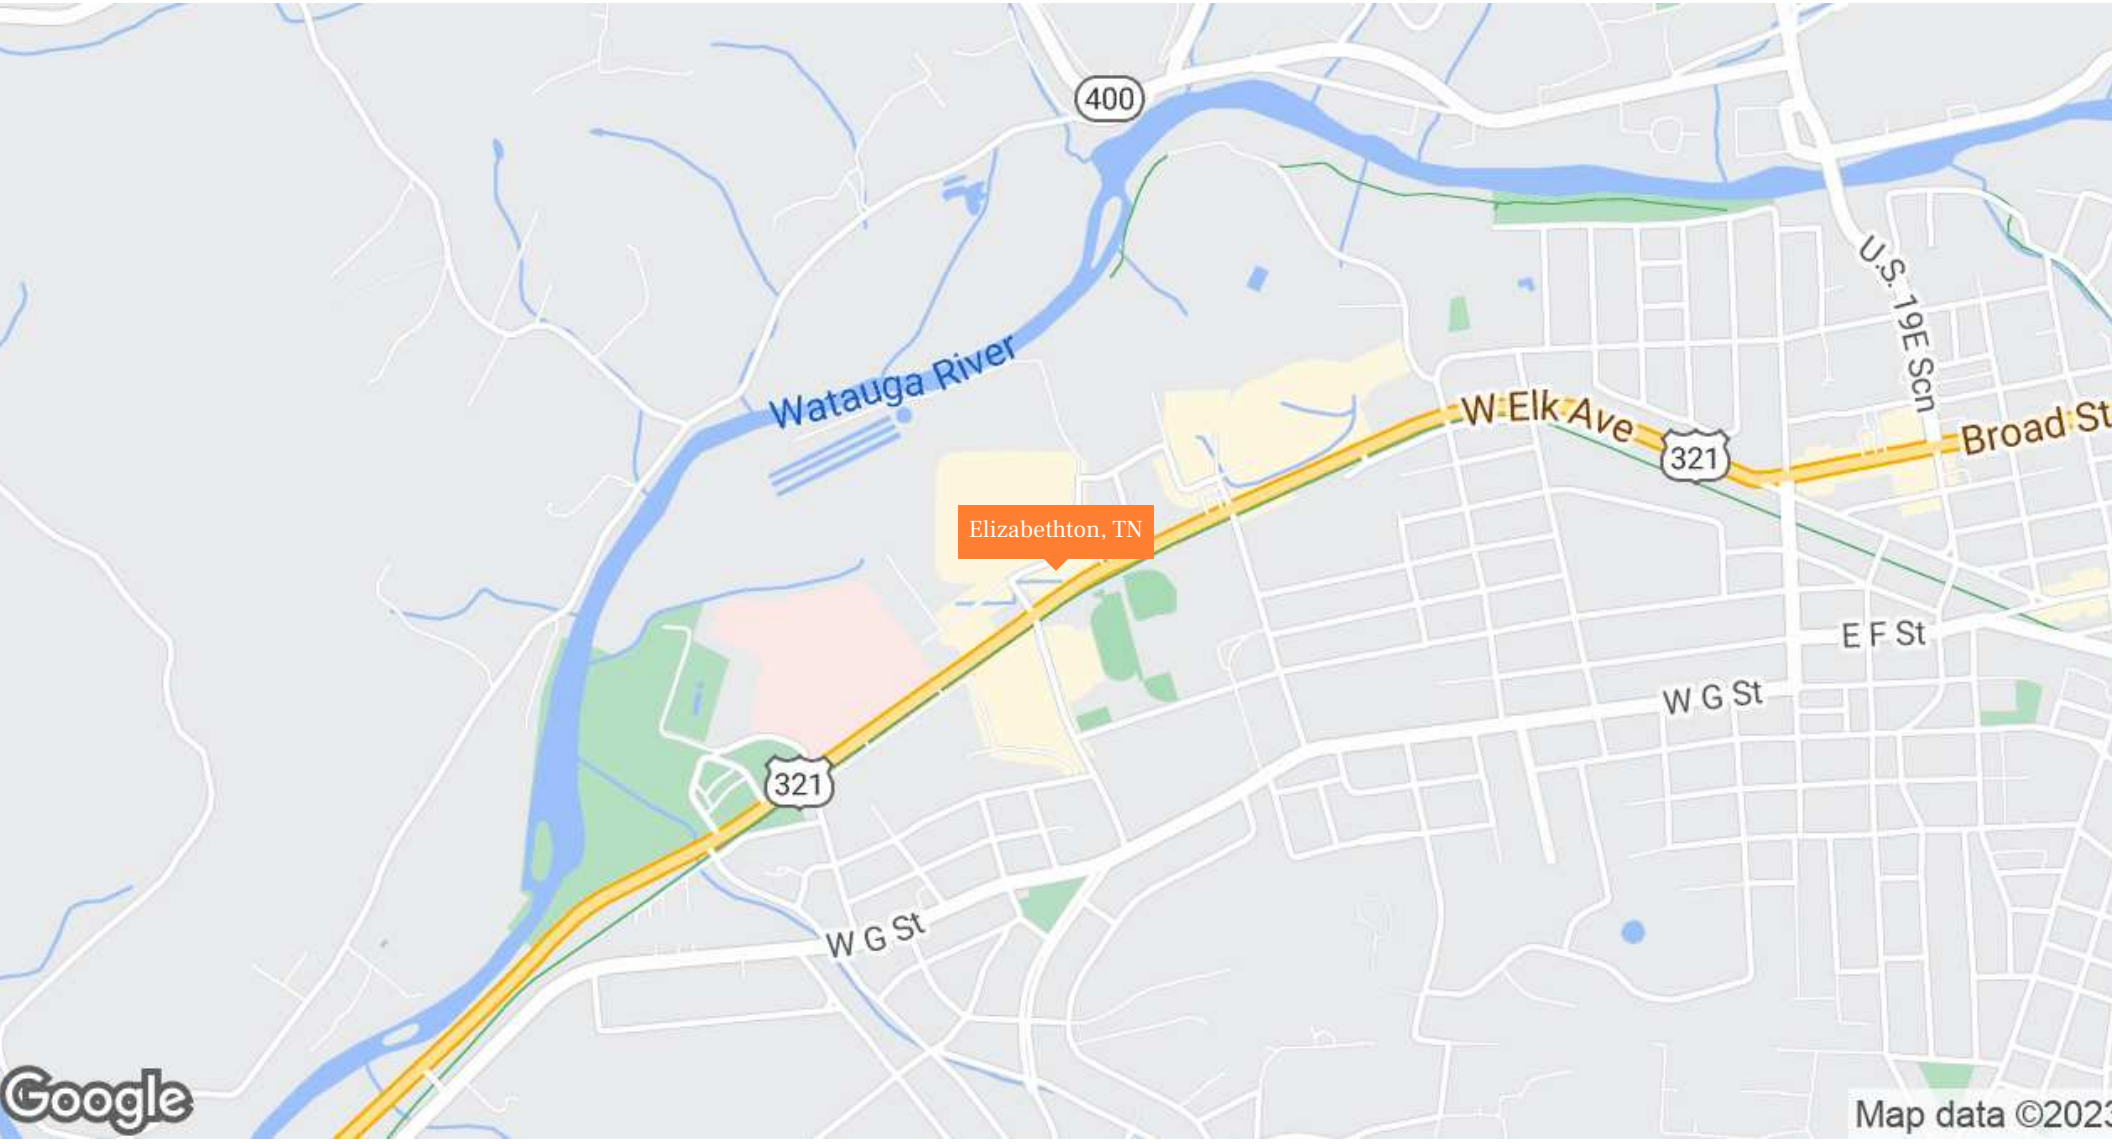 400
U.S. 19E Scn
Watauga River
W Elk Ave
Broad St
321
Elizabethton, TN
E F St
W G St
321
W G St
Google
Map data ©2023